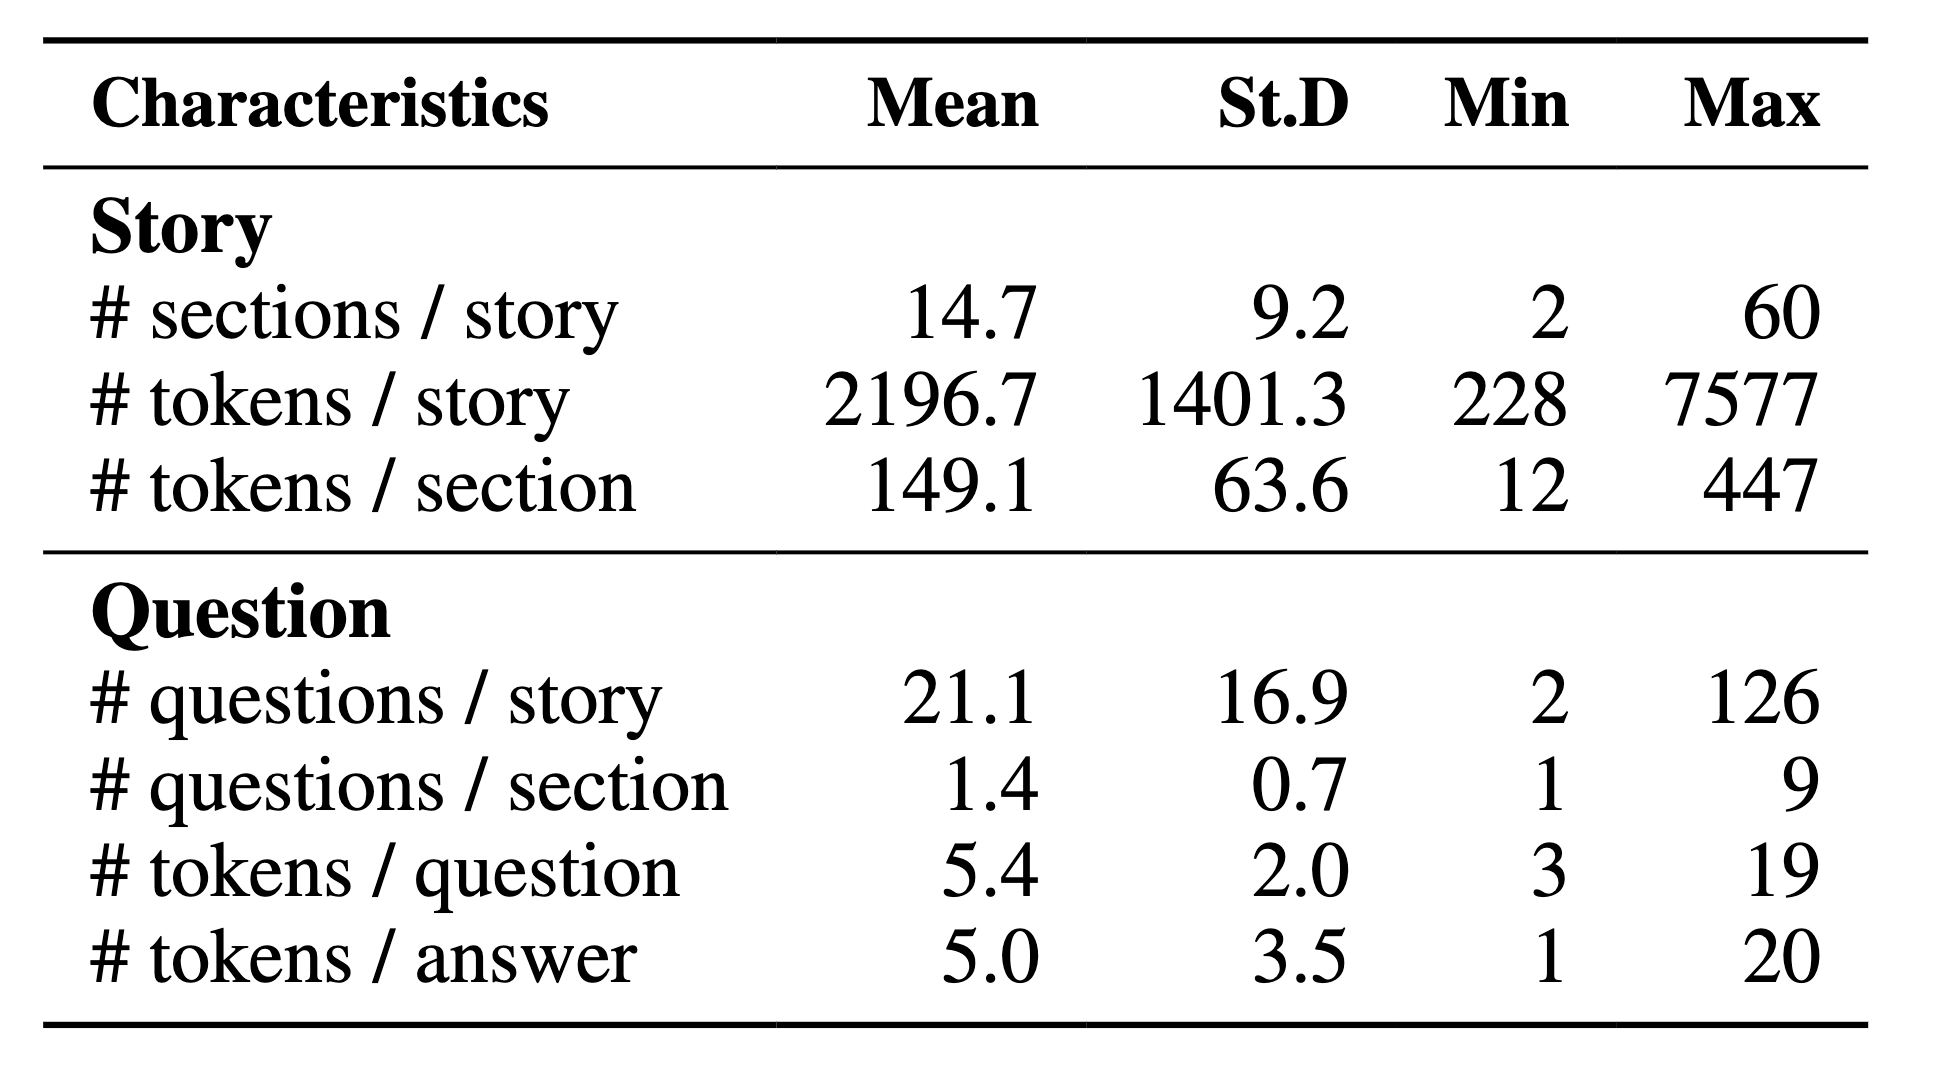 Characteristics Mean St.D Min Max
Story
# sections / story 14.7 9.2 2 60
# tokens / story 2196.7 1401.3 228 7577
# tokens / section 149.1 63.6 12 447
Question
# questions / story 21.1 16.9 2 126
# questions / section 1.4 0.7 1 9
# tokens / question 5.4 2.0 3 19
# tokens / answer 5.0 3.5 1 20